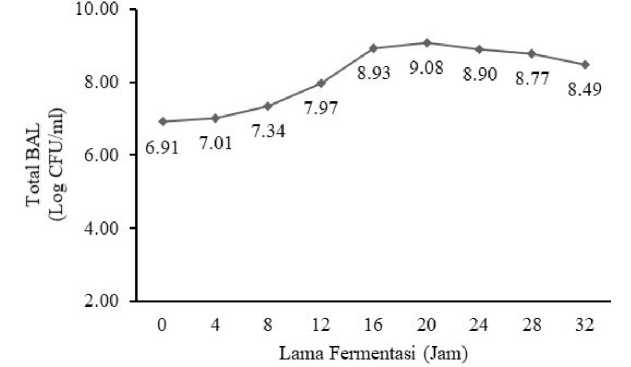 10.00
8.00
6.00
4.00
2.00
Total BAL
(Log CFU/ml)
6.91 7.01 7.34 7.97 8.93 9.08 8.90 8.77 8.49
0 4 8 12 16 20 24 28 32
Lama Fermentasi (Jam)